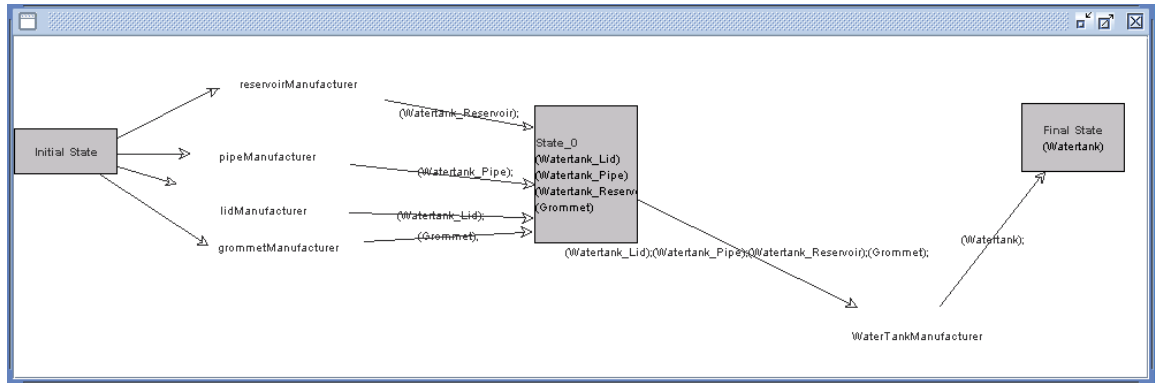 reservoirManufacturer
(Watertank_Reservoir);
Initial State
pipeManufacturer
(Watertank_Pipe);
lidManufacturer
(Watertank_Lid);
grommetManufacturer
(Grommet);
State_0
(Watertank_Lid)
(Watertank_Pipe)
(Watertank_Reserv
(Grommet)
(Watertank_Lid);(Watertank_Pipe);(Watertank_Reservoir);(Grommet);
WaterTankManufacturer
(Watertank);
Final State
(Watertank)